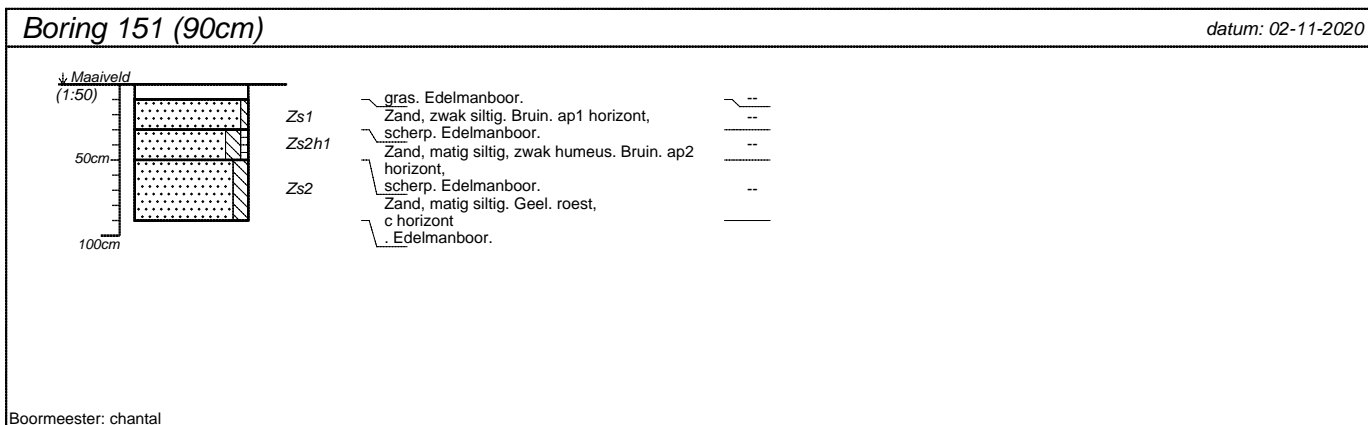 Boring 151 (90cm)
datum: 02-11-2020
Maaiveld
(1:50)
gras. Edelmanboor.
--
Zs1
Zand, zwak siltig. Bruin. ap1 horizont,
--
scherp. Edelmanboor.
Zs2h1
Zand, matig siltig, zwak humeus. Bruin. ap2
--
50cm
horizont,
scherp. Edelmanboor.
Zs2
--
Zand, matig siltig. Geel. roest,
c horizont
. Edelmanboor.
100cm
Boormeester: chantal